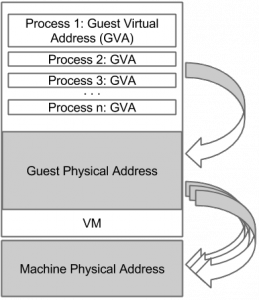 Process 1: Guest Virtual
Address (GVA)
Process 2: GVA
Process 3: GVA
. . .
Process n: GVA
Guest Physical Address
VM
Machine Physical Address